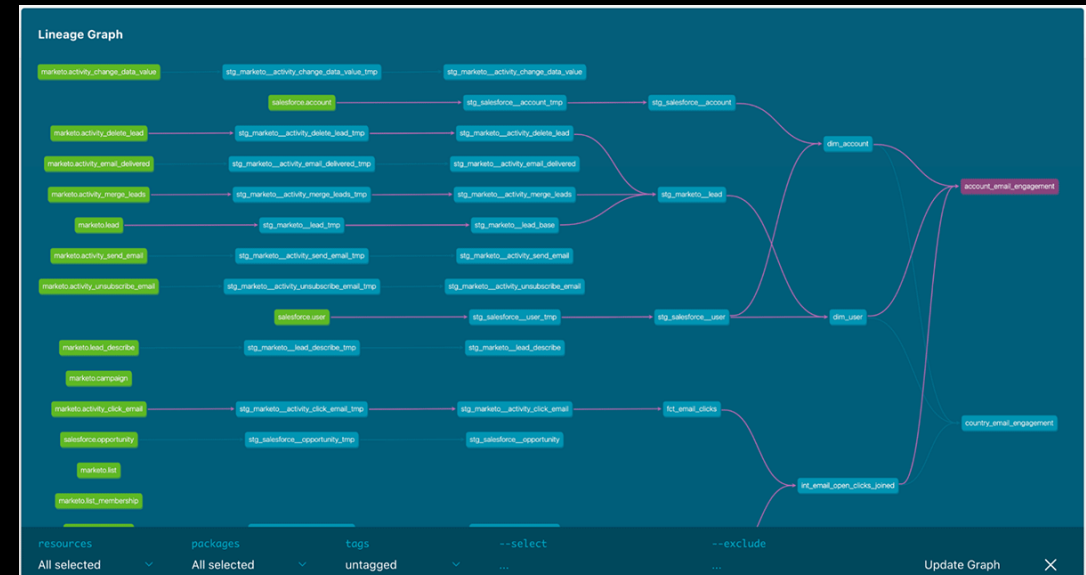 Lineage Graph
marketo.activity_change_data_value stg_marketo__activity_change_data_value_tmp stg_marketo__activity_change_data_value
salesforce.account stg_salesforce__account_tmp stg_salesforce__account
marketo.activity_delete_lead stg_marketo__activity_delete_lead_tmp stg_marketo__activity_delete_lead
dim_account
marketo.activity_email_delivered stg_marketo__activity_email_delivered_tmp stg_marketo__activity_email_delivered
account_email_engagement
marketo.activity_merge_leads stg_marketo__activity_merge_leads_tmp stg_marketo__activity_merge_leads stg_marketo__lead
marketo.lead stg_marketo__lead_tmp stg_marketo__lead_base
marketo.activity_send_email stg_marketo__activity_send_email_tmp stg_marketo__activity_send_email
marketo.activity_unsubscribe_email stg_marketo__activity_unsubscribe_email_tmp stg_marketo__activity_unsubscribe_email
salesforce.user stg_salesforce__user_tmp stg_salesforce__user dim_user
marketo.lead_describe stg_marketo__lead_describe_tmp stg_marketo__lead_describe
marketo.campaign
marketo.activity_click_email stg_marketo__activity_click_email_tmp stg_marketo__activity_click_email fct_email_clicks
country_email_engagement
salesforce.opportunity stg_salesforce__opportunity_tmp stg_salesforce__opportunity
marketo.list
int_email_open_clicks_joined
marketo.list_membership
resources packages tags --select --exclude
All selected All selected untagged ... ... Update Graph X